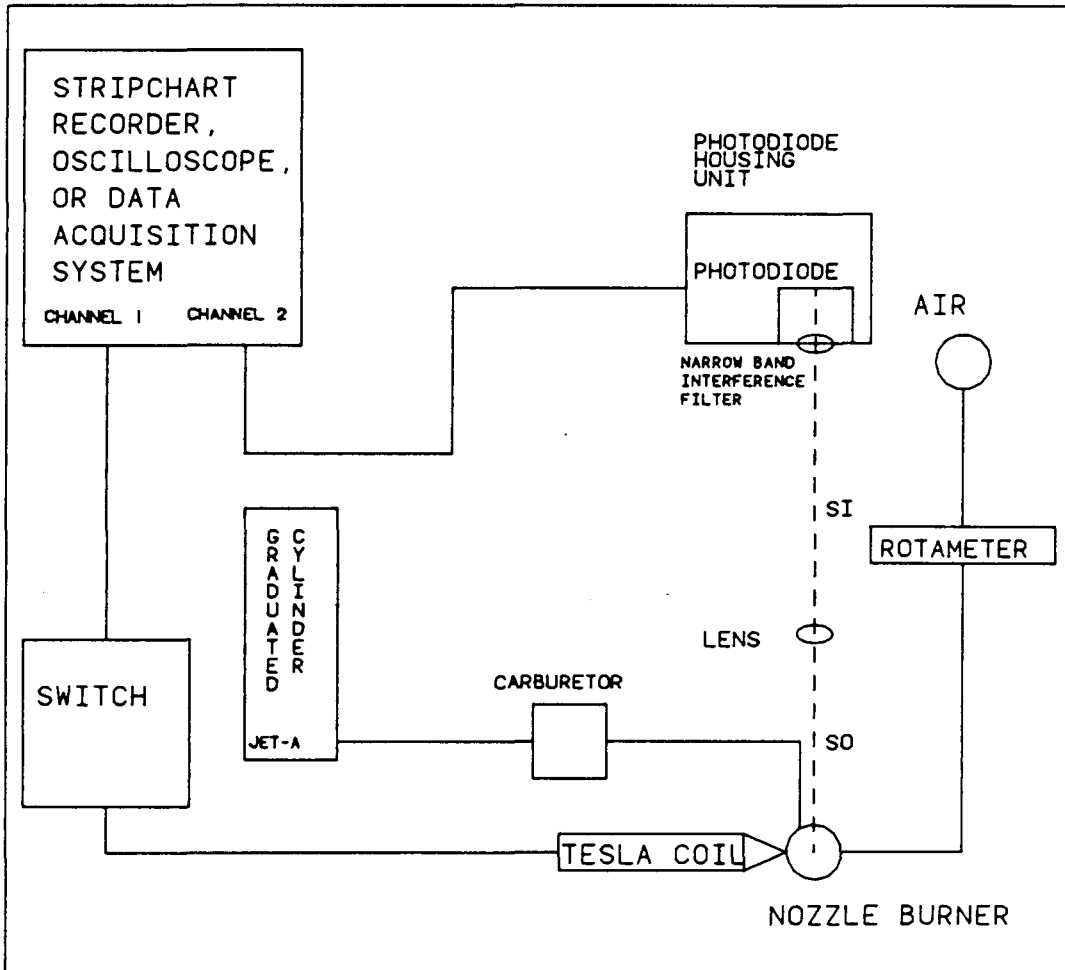 STRIPCHART
RECORDER,
OSCILLOSCOPE,
OR DATA
ACQUISITION
SYSTEM
CHANNEL 1 CHANNEL 2
PHOTODIODE
HOUSING
UNIT
PHOTODIODE
NARROW BAND
INTERFERENCE
FILTER
AIR
SI
ROTAMETER
LENS
GRADUATED
CYLINDER
JET-A
SWITCH
CARBURETOR
SO
TESLA COIL
NOZZLE BURNER